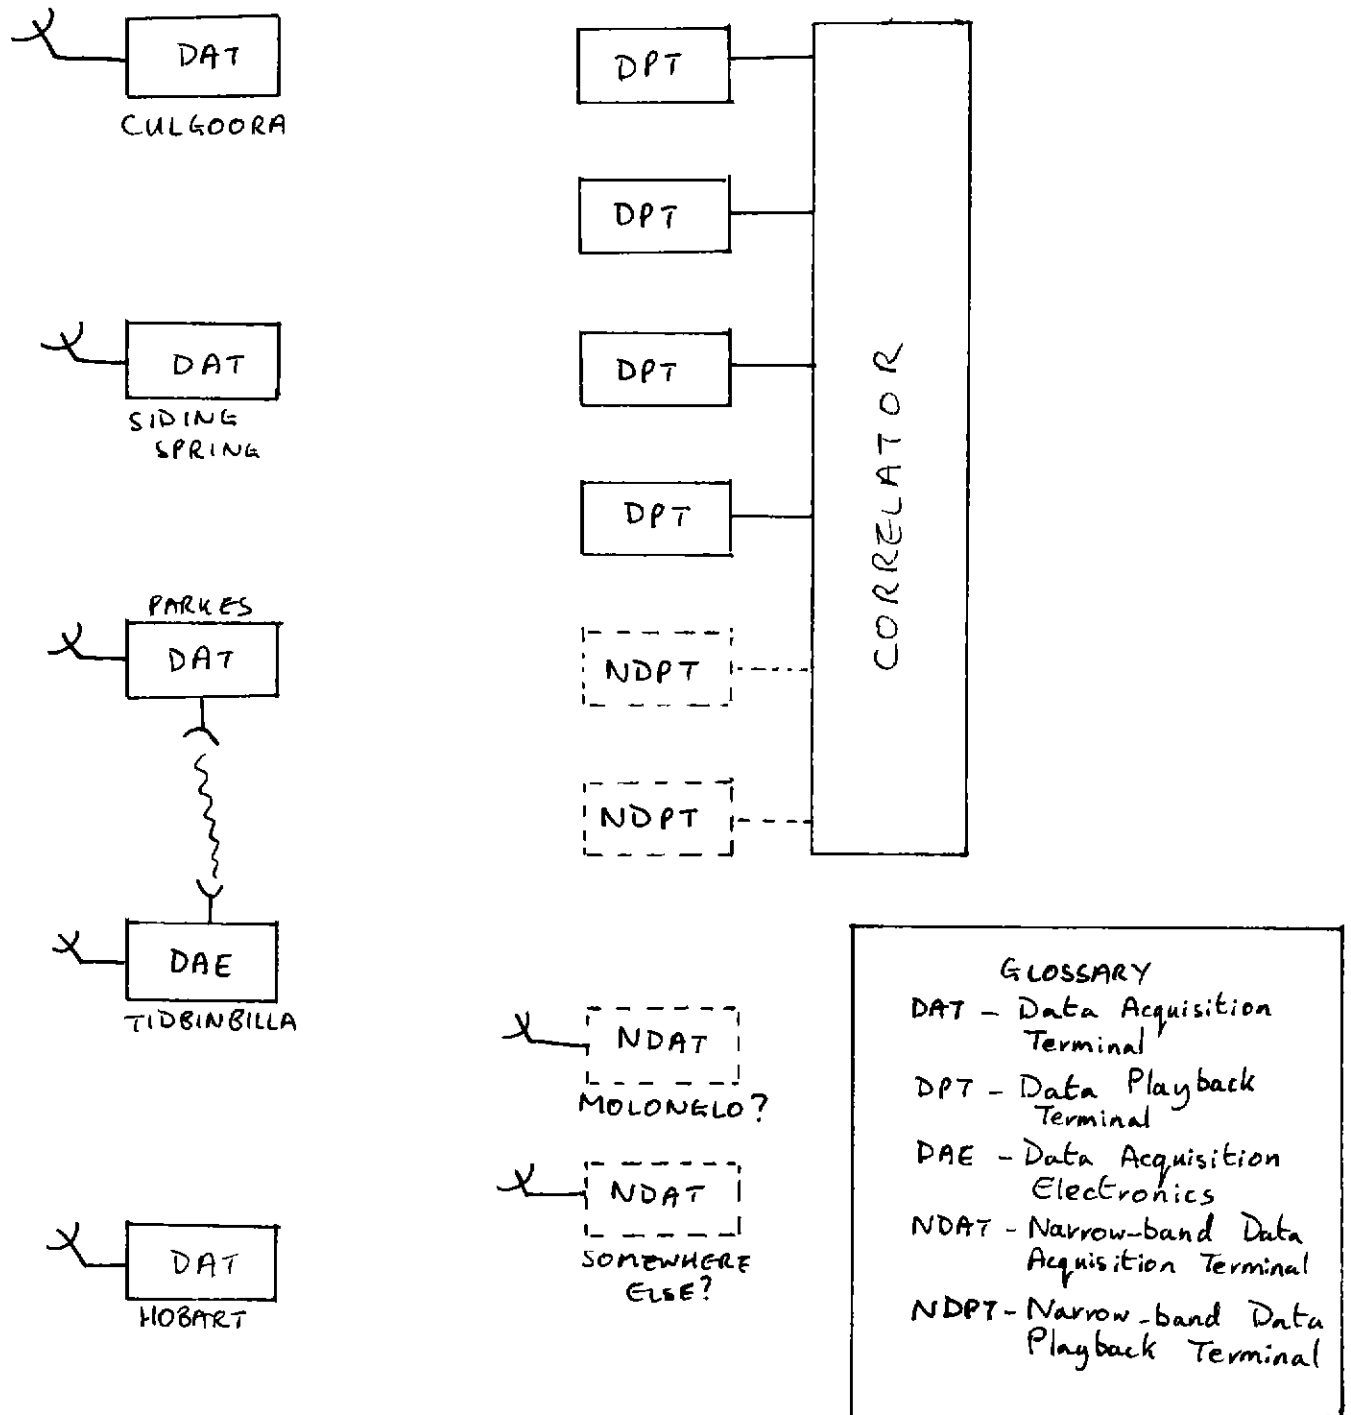 DAT
CULGOORA
DAT
SIDING
SPRING
PARKES
DAT
DAE
TIDBINBILLA
DAT
HOBART
DPT
DPT
DPT
DPT
NDPT
NDPT
CORRELATOR
NDAT
MOLONGLO?
NDAT
SOMEWHERE
ELSE?
GLOSSARY
DAT - Data Acquisition
Terminal
DPT - Data Playback
Terminal
DAE - Data Acquisition
Electronics
NDAT - Narrow-band Data
Acquisition Terminal
NDPT - Narrow-band Data
Playback Terminal